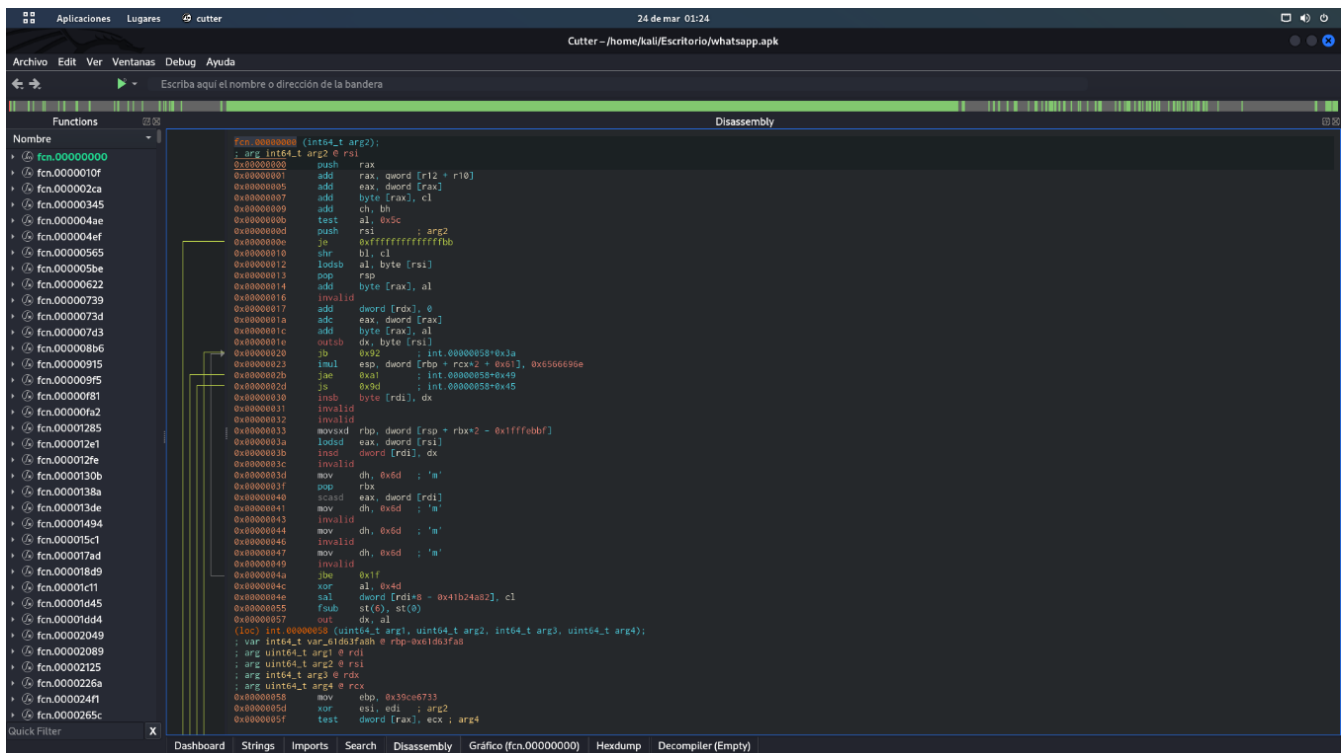 Aplicaciones Lugares cutter 24 de mar 01:24
Cutter – /home/kali/Escritorio/whatsapp.apk
Archivo Edit Ver Ventanas Debug Ayuda
Escriba aquí el nombre o dirección de la bandera
Functions
Nombre
fcn.00000000
fcn.0000010f
fcn.000002ca
fcn.00000345
fcn.000004ae
fcn.000004ef
fcn.00000565
fcn.000005be
fcn.00000622
fcn.00000739
fcn.0000073d
fcn.000007d3
fcn.000008b6
fcn.00000915
fcn.000009f5
fcn.00000f81
fcn.00000fa2
fcn.00001285
fcn.000012e1
fcn.000012fe
fcn.0000130b
fcn.0000138a
fcn.000013de
fcn.00001494
fcn.000015c1
fcn.000017ad
fcn.000018d9
fcn.00001c11
fcn.00001d45
fcn.00001dd4
fcn.00002049
fcn.00002089
fcn.00002125
fcn.0000226a
fcn.000024f1
fcn.0000265c
Quick Filter X
Disassembly
fcn.00000000 (int64_t arg2);
; arg int64_t arg2 @ rsi
0x00000000 push rax
0x00000001 add rax, qword [r12 + r10]
0x00000005 add eax, dword [rax]
0x00000007 add byte [rax], cl
0x00000009 add ch, bh
0x0000000b test al, 0x5c
0x0000000d push rsi ; arg2
0x0000000e je 0xffffffffffffffbb
0x00000010 shr bl, cl
0x00000012 lodsb al, byte [rsi]
0x00000013 pop rsp
0x00000014 add byte [rax], al
0x00000016 invalid
0x00000017 add dword [rdx], 0
0x0000001a adc eax, dword [rax]
0x0000001c add byte [rax], al
0x0000001e outsb dx, byte [rsi]
0x00000020 jb 0x92 ; int.00000058+0x3a
0x00000023 imul esp, dword [rbp + rcx*2 + 0x61], 0x6566696e
0x0000002b jae 0xa1 ; int.00000058+0x49
0x0000002d js 0x9d ; int.00000058+0x45
0x00000030 insb byte [rdi], dx
0x00000031 invalid
0x00000032 invalid
0x00000033 movsxd rbp, dword [rsp + rbx*2 - 0x1fffebbf]
0x0000003a lodsd eax, dword [rsi]
0x0000003b insd dword [rdi], dx
0x0000003c invalid
0x0000003d mov dh, 0x6d ; 'm'
0x0000003f pop rbx
0x00000040 scasd eax, dword [rdi]
0x00000041 mov dh, 0x6d ; 'm'
0x00000043 invalid
0x00000044 mov dh, 0x6d ; 'm'
0x00000046 invalid
0x00000047 mov dh, 0x6d ; 'm'
0x00000049 invalid
0x0000004a jbe 0x1f
0x0000004c xor al, 0x4d
0x0000004e sal dword [rdi*8 - 0x41b24a82], cl
0x00000055 fsub st(6), st(0)
0x00000057 out dx, al
(loc) int.00000058 (uint64_t arg1, uint64_t arg2, int64_t arg3, uint64_t arg4);
; var int64_t var_61d63fa8h @ rbp-0x61d63fa8
; arg uint64_t arg1 @ rdi
; arg uint64_t arg2 @ rsi
; arg int64_t arg3 @ rdx
; arg uint64_t arg4 @ rcx
0x00000058 mov ebp, 0x39ce6733
0x0000005d xor esi, edi ; arg2
0x0000005f test dword [rax], ecx ; arg4
Dashboard Strings Imports Search Disassembly Gráfico (fcn.00000000) Hexdump Decompiler (Empty)